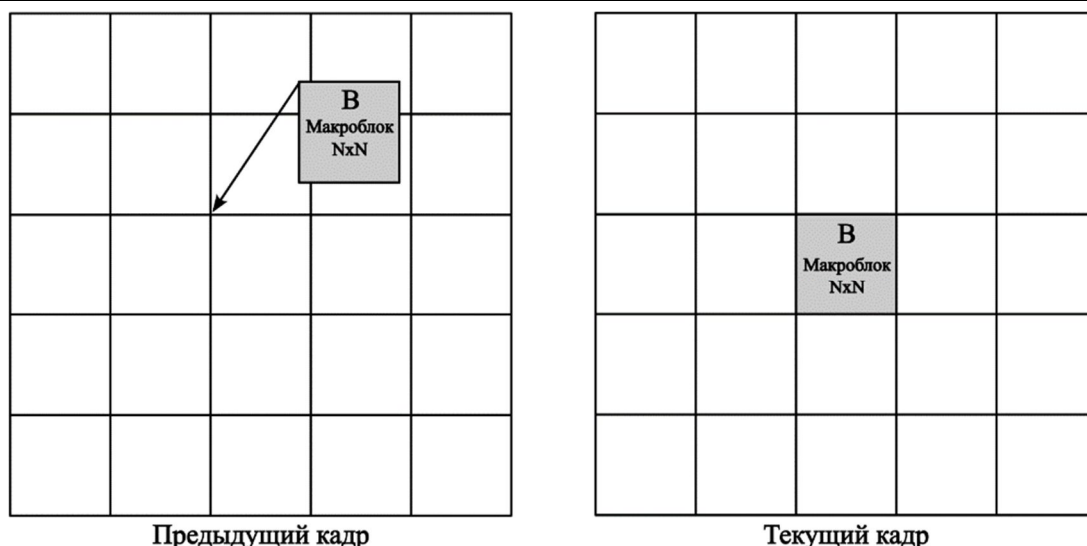 В
Макроблок
NxN
В
Макроблок
NxN
Предыдущий кадр
Текущий кадр